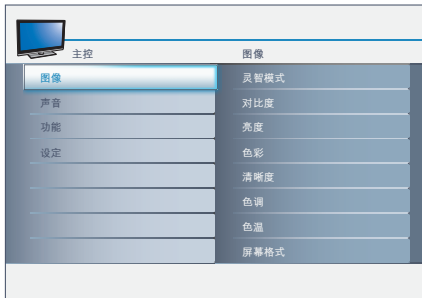 主控
图像
声音
功能
设定
图像
灵智模式
对比度
亮度
色彩
清晰度
色调
色温
屏幕格式